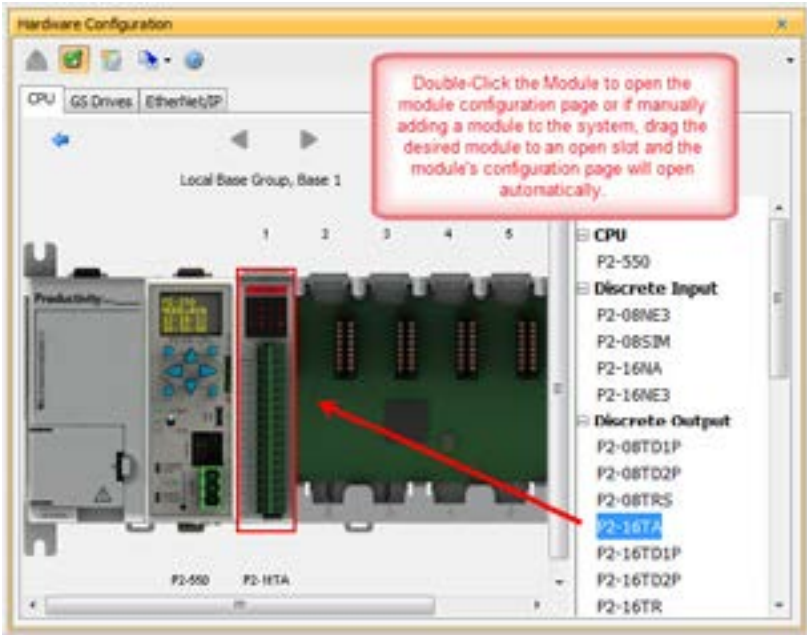 Hardware Configuration
CPU
GS Drives
EtherNet/IP
Double-Click the Module to open the
module configuration page or if manually
adding a module to the system, drag the
desired module to an open slot and the
module's configuration page will open
automatically.
Local Base Group, Base 1
1 2 3 4 5
Productivity
P2-550
P2-16TA
CPU
P2-550
Discrete Input
P2-08NE3
P2-08SIM
P2-16NA
P2-16NE3
Discrete Output
P2-08TD1P
P2-08TD2P
P2-08TRS
P2-16TA
P2-16TD1P
P2-16TD2P
P2-16TR